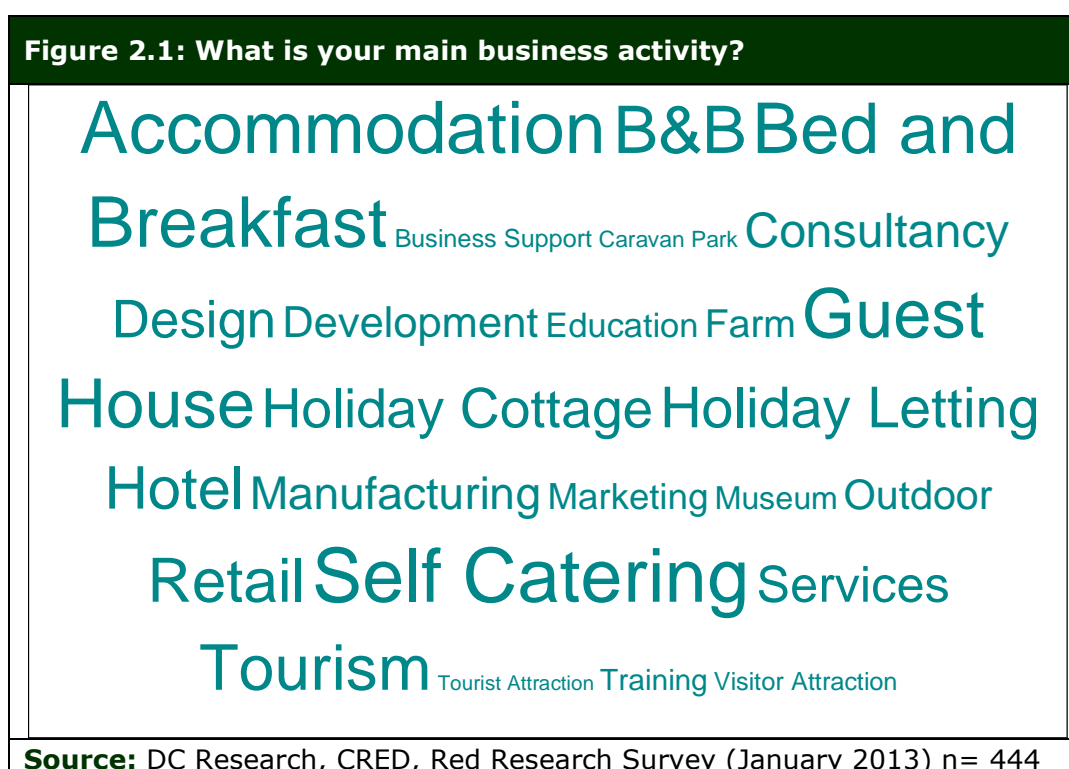 Figure 2.1: What is your main business activity?
Accommodation B&B Bed and
Breakfast Business Support Caravan Park Consultancy
Design Development Education Farm Guest
House Holiday Cottage Holiday Letting
Hotel Manufacturing Marketing Museum Outdoor
Retail Self Catering Services
Tourism Tourist Attraction Training Visitor Attraction
Source: DC Research, CRED, Red Research Survey (January 2013) n= 444